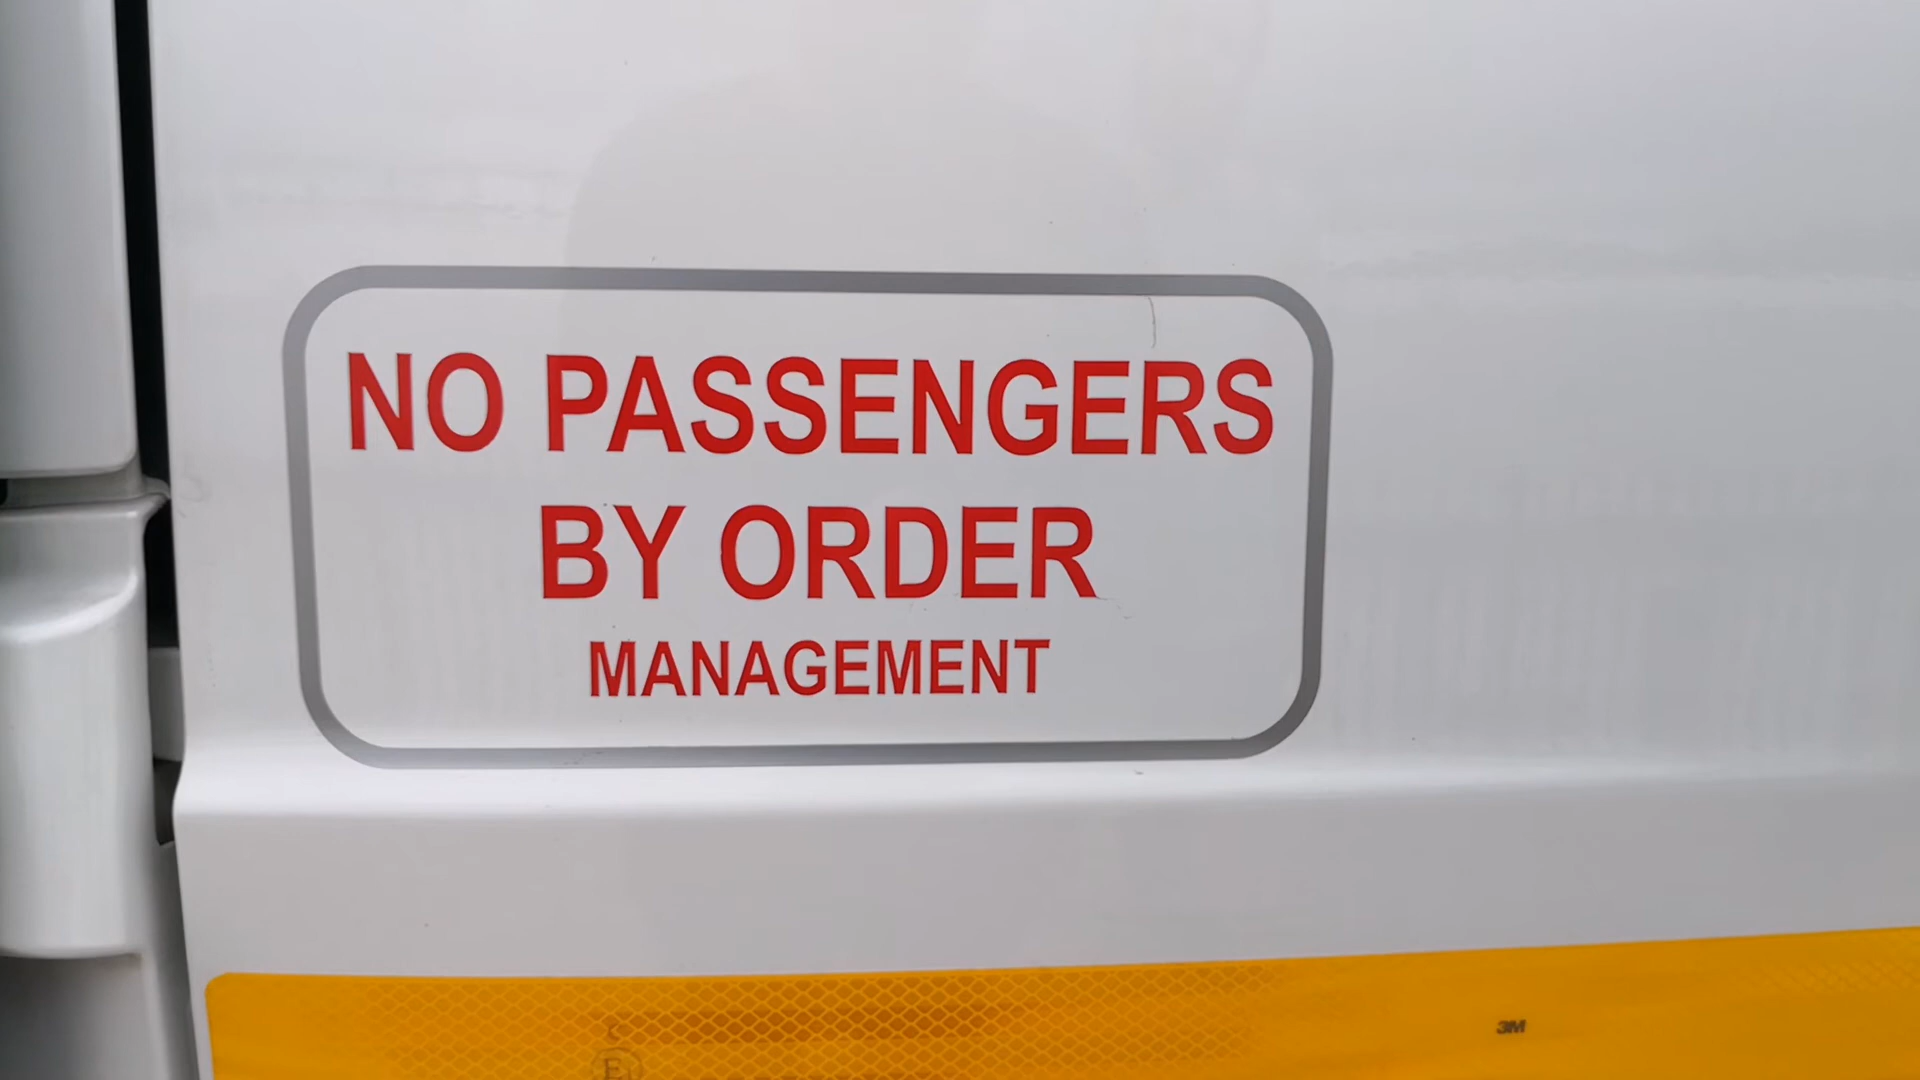 NO PASSENGERS
BY ORDER
MANAGEMENT
3M
C